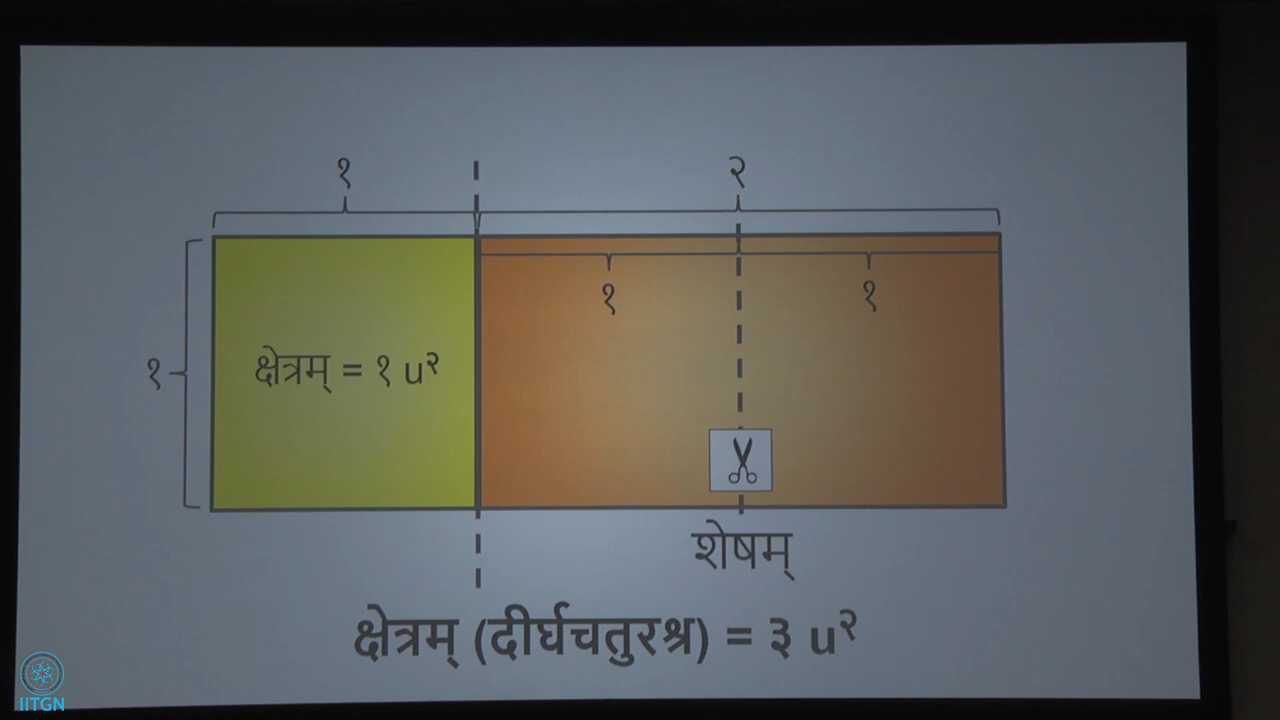 १
२
१
१
१
क्षेत्रम् = १ u²
शेषम्
क्षेत्रम् (दीर्घचतुरश्र) = ३ u²
IITGN